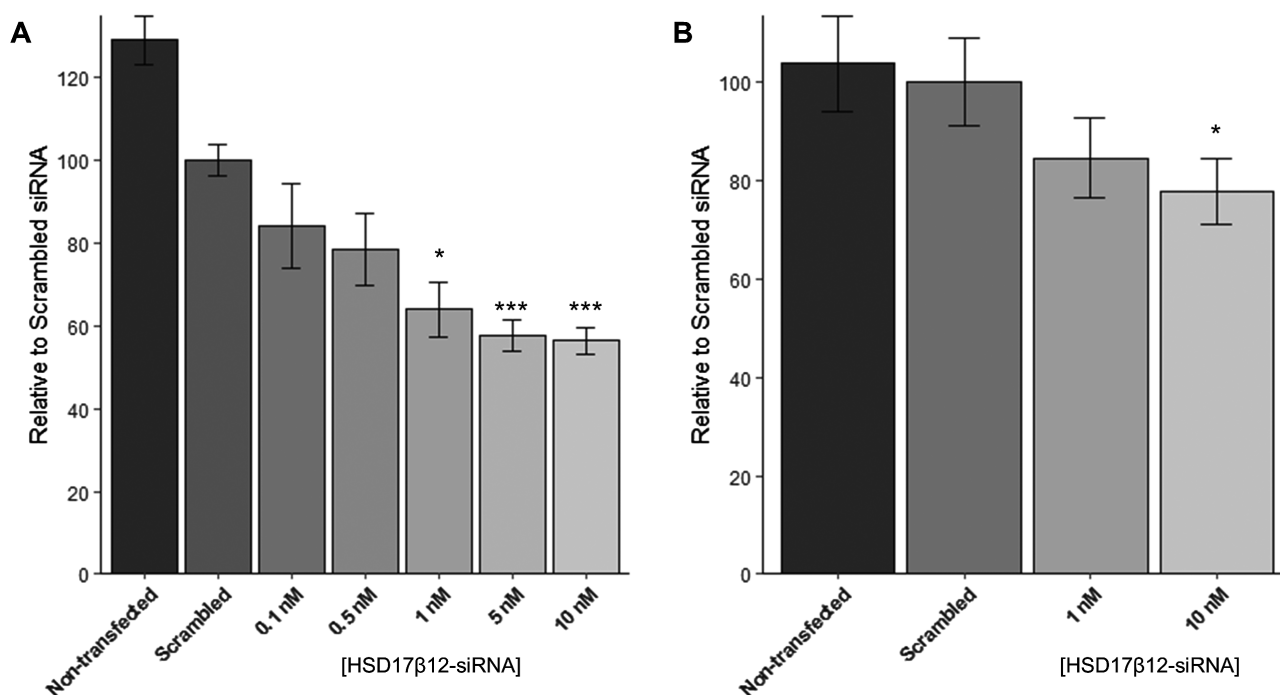 A
Relative to Scrambled siRNA
120
100
80
60
40
20
0
*
***
***
Non-transfected
Scrambled
0.1 nM
0.5 nM
1 nM
5 nM
10 nM
[HSD17β12-siRNA]
B
Relative to Scrambled siRNA
100
80
60
40
20
0
*
Non-transfected
Scrambled
1 nM
10 nM
[HSD17β12-siRNA]